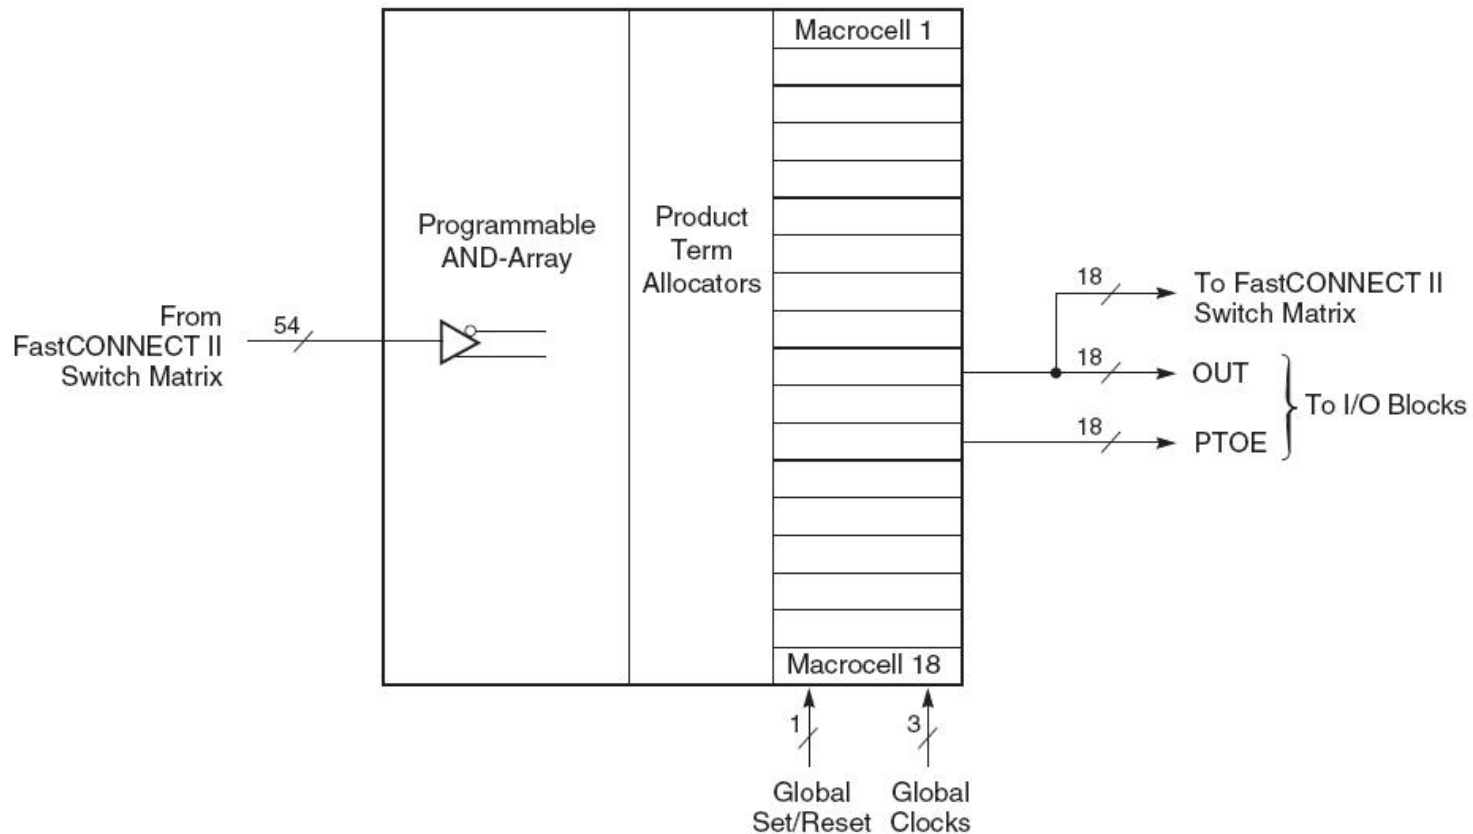 Macrocell 1
Programmable
AND-Array
Product
Term
Allocators
From
FastCONNECT II
Switch Matrix
54
18
To FastCONNECT II
Switch Matrix
18
OUT
18
PTOE
To I/O Blocks
Macrocell 18
1
3
Global
Set/Reset
Global
Clocks